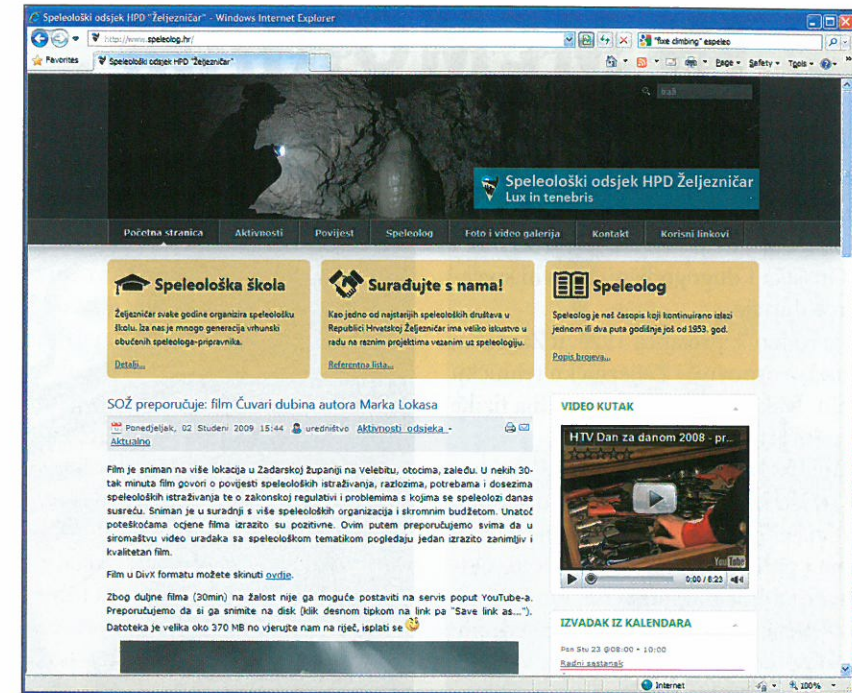 Speleološki odsjek HPD "Željezničar" - Windows Internet Explorer
http://www.speleolog.hr/
"fixe climbing" espeleo
Favorites
Speleološki odsjek HPD "Željezničar"
Page
Safety
Tools
traži
Speleološki odsjek HPD Željezničar
Lux in tenebris
Početna stranica
Aktivnosti
Povijest
Speleolog
Foto i video galerija
Kontakt
Korisni linkovi
Speleološka škola
Željezničar svake godine organizira speleološku
školu. Iza nas je mnogo generacija vrhunski
obučenih speleologa-pripravnika.
Detalji...
Surađujte s nama!
Kao jedno od najstarijih speleoloških društava u
Republici Hrvatskoj Željezničar ima veliko iskustvo u
radu na raznim projektima vezanim uz speleologiju.
Referentna lista...
Speleolog
Speleolog je naš časopis koji kontinuirano izlazi
jednom ili dva puta godišnje još od 1953. god.
Popis brojeva...
SOŽ preporučuje: film Čuvari dubina autora Marka Lokasa
Ponedjeljak, 02 Studeni 2009 15:44 uredništvo Aktivnosti odsjeka -
Aktualno
Film je sniman na više lokacija u Zadarskoj županiji na Velebitu, otocima, zaleđu. U nekih 30-
tak minuta film govori o povijesti speleoloških istraživanja, razlozima, potrebama i dosezima
speleoloških istraživanja te o zakonskoj regulativi i problemima s kojima se speleolozi danas
susreću. Sniman je u suradnji s više speleoloških organizacija i skromnim budžetom. Unatoč
poteškoćama ocjene filma izrazito su pozitivne. Ovim putem preporučujemo svima da u
siromaštvu video uradaka sa speleološkom tematikom pogledaju jedan izrazito zanimljiv i
kvalitetan film.
Film u DivX formatu možete skinuti ovdje.
Zbog duljne filma (30min) na žalost nije ga moguće postaviti na servis poput YouTube-a.
Preporučujemo da si ga snimite na disk (klik desnom tipkom na link pa "Save link as...").
Datoteka je velika oko 370 MB no vjerujte nam na riječ, isplati se
VIDEO KUTAK
HTV Dan za danom 2008 - pr...
YouTube
0:00 / 8:23
IZVADAK IZ KALENDARA
Pon Stu 23 @08:00 - 10:00
Radni sastanak
Internet
100%